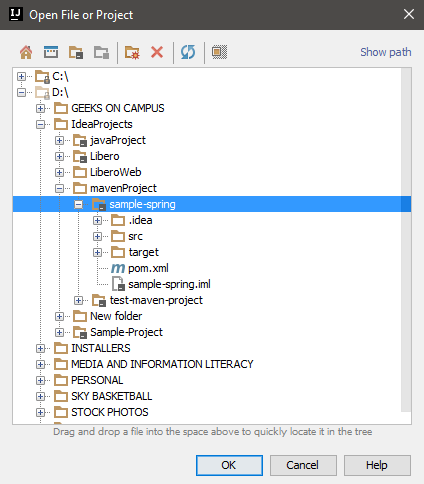 IJ Open File or Project
Show path
C:\
D:\
GEEKS ON CAMPUS
IdeaProjects
javaProject
Libero
LiberoWeb
mavenProject
sample-spring
.idea
src
target
m pom.xml
sample-spring.iml
test-maven-project
New folder
Sample-Project
INSTALLERS
MEDIA AND INFORMATION LITERACY
PERSONAL
SKY BASKETBALL
STOCK PHOTOS
Drag and drop a file into the space above to quickly locate it in the tree
OK Cancel Help